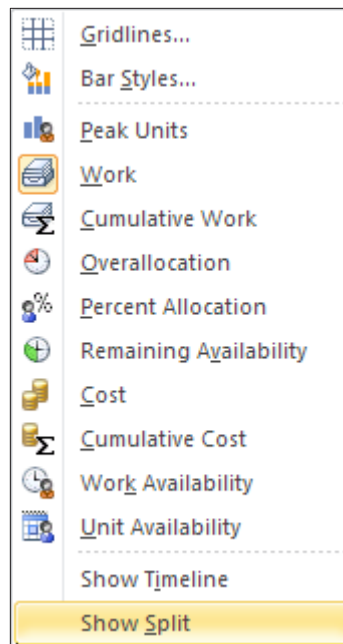 Gridlines...
Bar Styles...
Peak Units
Work
Cumulative Work
Overallocation
Percent Allocation
Remaining Availability
Cost
Cumulative Cost
Work Availability
Unit Availability
Show Timeline
Show Split